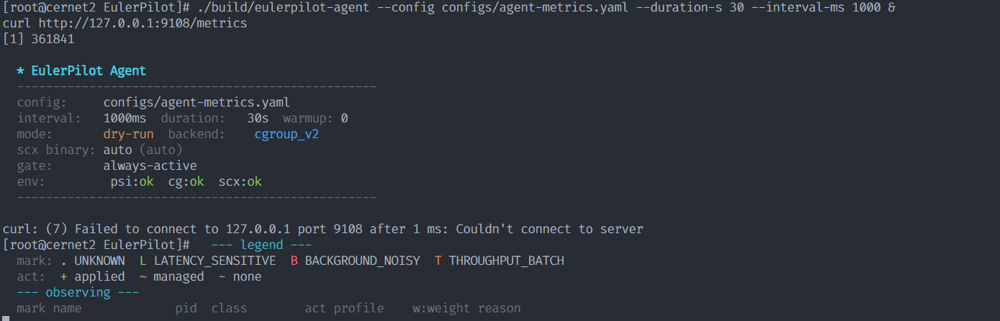 [root@cernet2 EulerPilot]# ./build/eulerpilot-agent --config configs/agent-metrics.yaml --duration-s 30 --interval-ms 1000 &
curl http://127.0.0.1:9108/metrics
[1] 361841
* EulerPilot Agent
--------------------------------------------------
config:     configs/agent-metrics.yaml
interval:   1000ms  duration:   30s  warmup: 0
mode:       dry-run  backend:    cgroup_v2
scx binary: auto (auto)
gate:       always-active
env:         psi:ok  cg:ok  scx:ok
--------------------------------------------------
curl: (7) Failed to connect to 127.0.0.1 port 9108 after 1 ms: Couldn't connect to server
[root@cernet2 EulerPilot]#   --- legend ---
mark: . UNKNOWN  L LATENCY_SENSITIVE  B BACKGROUND_NOISY  T THROUGHPUT_BATCH
act:  + applied  ~ managed  - none
--- observing ---
mark name             pid  class        act profile    w:weight reason